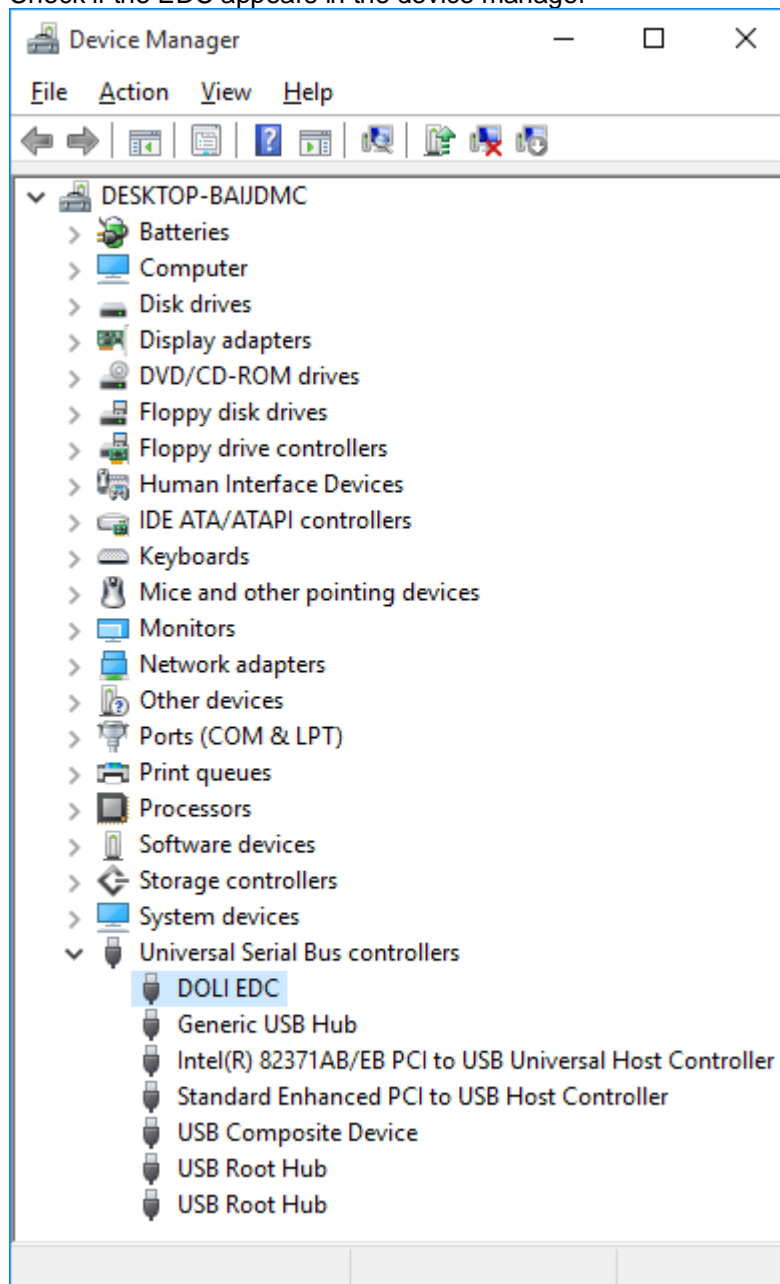 Check if the EDC appears in the device manager
Device Manager
File Action View Help
DESKTOP-BAIJDMC
Batteries
Computer
Disk drives
Display adapters
DVD/CD-ROM drives
Floppy disk drives
Floppy drive controllers
Human Interface Devices
IDE ATA/ATAPI controllers
Keyboards
Mice and other pointing devices
Monitors
Network adapters
Other devices
Ports (COM & LPT)
Print queues
Processors
Software devices
Storage controllers
System devices
Universal Serial Bus controllers
DOLI EDC
Generic USB Hub
Intel(R) 82371AB/EB PCI to USB Universal Host Controller
Standard Enhanced PCI to USB Host Controller
USB Composite Device
USB Root Hub
USB Root Hub